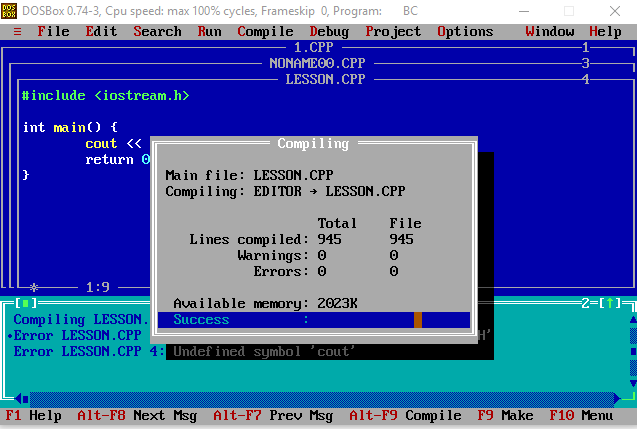 DOSBox 0.74-3, Cpu speed: max 100% cycles, Frameskip 0, Program: BC
≡ File Edit Search Run Compile Debug Project Options Window Help
1.CPP 1
NONAME00.CPP 3
LESSON.CPP 4
#include <iostream.h>
int main() {
cout <<
return 0
}
Compiling
Main file: LESSON.CPP
Compiling: EDITOR → LESSON.CPP
Total File
Lines compiled: 945 945
Warnings: 0 0
Errors: 0 0
Available memory: 2023K
Success :
* 1:9
[■] 2=[↑]
Compiling LESSON.
•Error LESSON.CPP H'
Error LESSON.CPP 4: Undefined symbol 'cout'
F1 Help Alt-F8 Next Msg Alt-F7 Prev Msg Alt-F9 Compile F9 Make F10 Menu